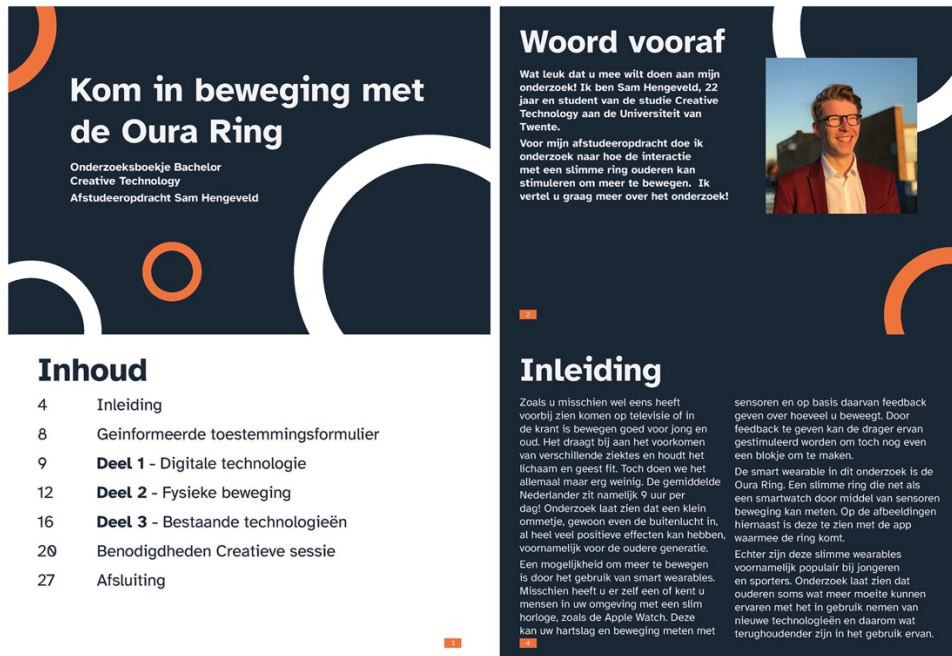 Kom in beweging met
de Oura Ring
Onderzoeksboekje Bachelor
Creative Technology
Afstudeeropdracht Sam Hengeveld
Woord vooraf
Wat leuk dat u mee wilt doen aan mijn
onderzoek! Ik ben Sam Hengeveld, 22
jaar en student van de studie Creative
Technology aan de Universiteit van
Twente.
Voor mijn afstudeeropdracht doe ik
onderzoek naar hoe de interactie
met een slimme ring ouderen kan
stimuleren om meer te bewegen. Ik
vertel u graag meer over het onderzoek!
2
Inhoud
4 Inleiding
8 Geinformeerde toestemmingsformulier
9 Deel 1 - Digitale technologie
12 Deel 2 - Fysieke beweging
16 Deel 3 - Bestaande technologieën
20 Benodigdheden Creatieve sessie
27 Afsluiting
3
Inleiding
Zoals u misschien wel eens heeft
voorbij zien komen op televisie of in
de krant is bewegen goed voor jong en
oud. Het draagt bij aan het voorkomen
van verschillende ziektes en houdt het
lichaam en geest fit. Toch doen we het
allemaal maar erg weinig. De gemiddelde
Nederlander zit namelijk 9 uur per
dag! Onderzoek laat zien dat een klein
ommetje, gewoon even de buitenlucht in,
al heel veel positieve effecten kan hebben,
voornamelijk voor de oudere generatie.
Een mogelijkheid om meer te bewegen
is door het gebruik van smart wearables.
Misschien heeft u er zelf een of kent u
mensen in uw omgeving met een slim
horloge, zoals de Apple Watch. Deze
kan uw hartslag en beweging meten met
sensoren en op basis daarvan feedback
geven over hoeveel u beweegt. Door
feedback te geven kan de drager ervan
gestimuleerd worden om toch nog even
een blokje om te maken.
De smart wearable in dit onderzoek is de
Oura Ring. Een slimme ring die net als
een smartwatch door middel van sensoren
beweging kan meten. Op de afbeeldingen
hiernaast is deze te zien met de app
waarmee de ring komt.
Echter zijn deze slimme wearables
voornamelijk populair bij jongeren
en sporters. Onderzoek laat zien dat
ouderen soms wat meer moeite kunnen
ervaren met het in gebruik nemen van
nieuwe technologieën en daarom wat
terughoudender zijn in het gebruik ervan.
4